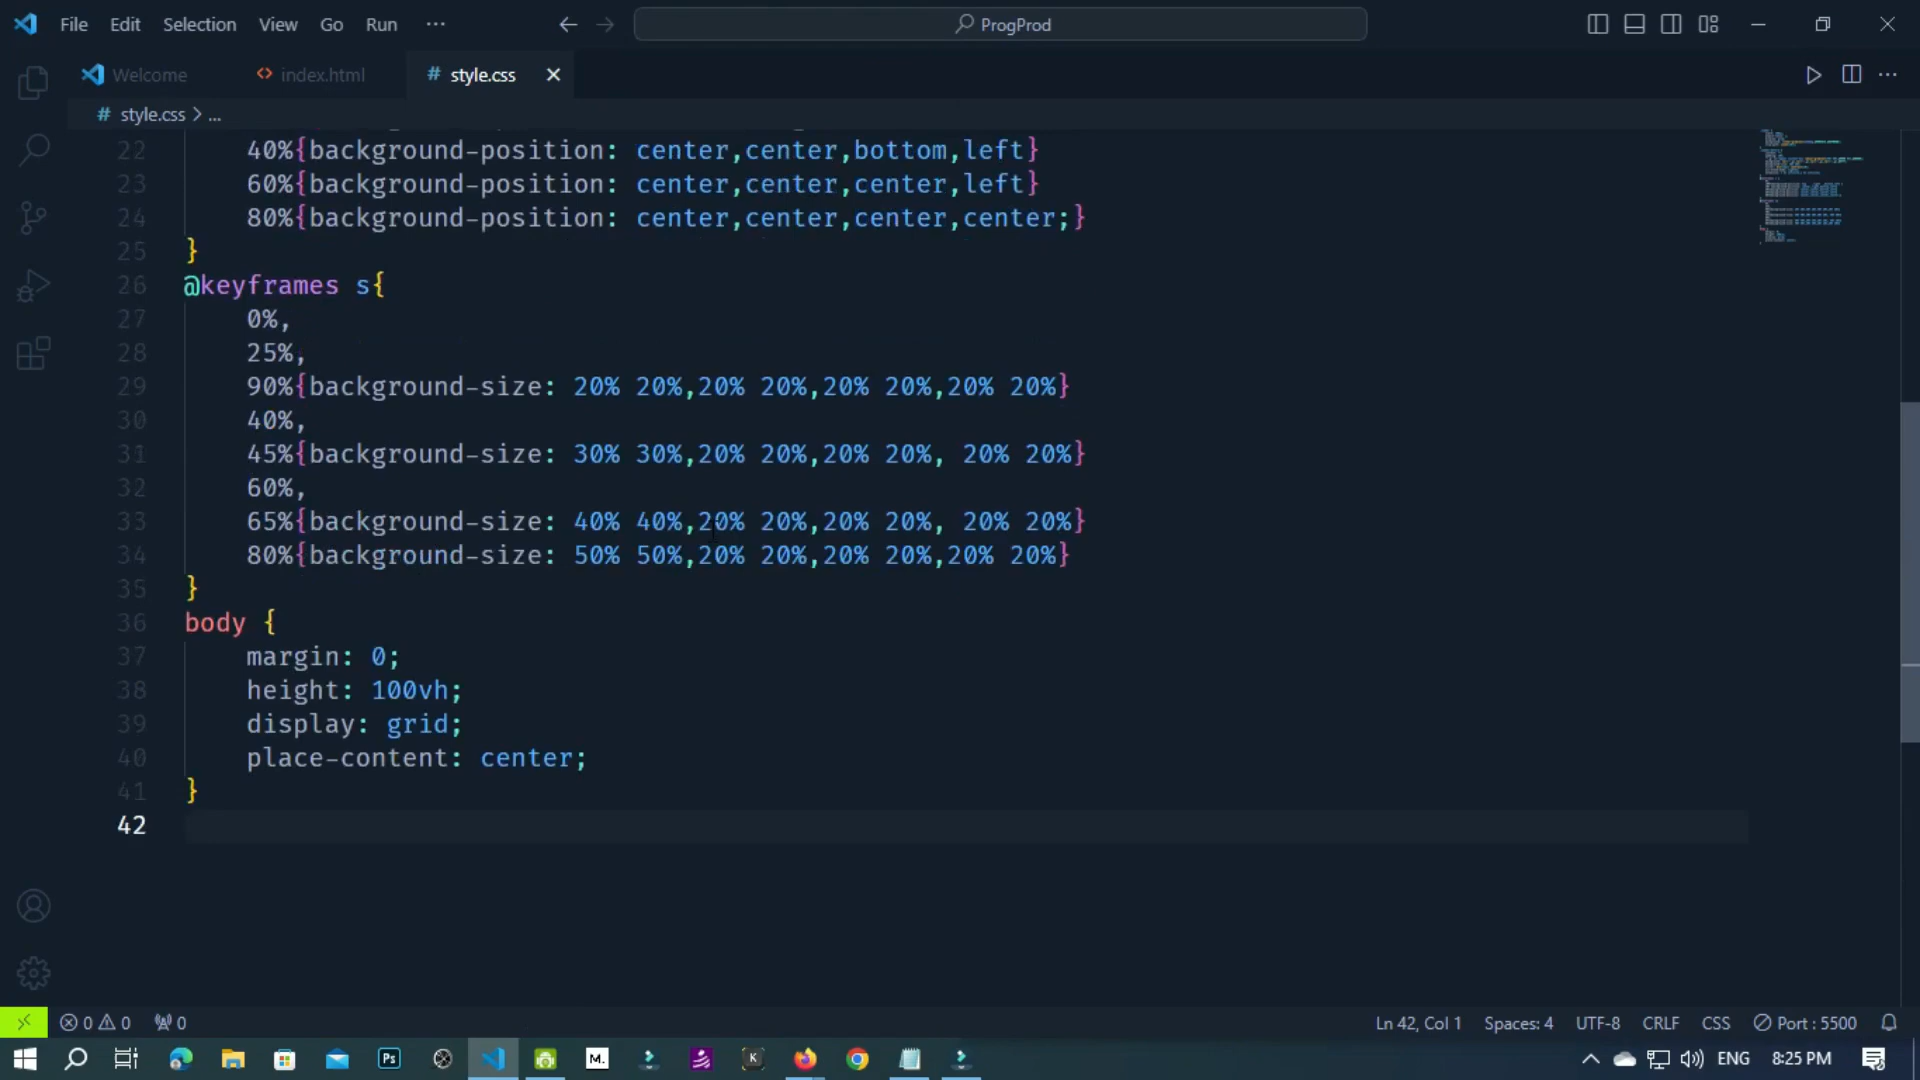 File Edit Selection View Go Run ··· ProgProd
Welcome index.html # style.css
# style.css > ...
22 40%{background-position: center,center,bottom,left}
23 60%{background-position: center,center,center,left}
24 80%{background-position: center,center,center,center;}
25 }
26 @keyframes s{
27 0%,
28 25%,
29 90%{background-size: 20% 20%,20% 20%,20% 20%,20% 20%}
30 40%,
31 45%{background-size: 30% 30%,20% 20%,20% 20%, 20% 20%}
32 60%,
33 65%{background-size: 40% 40%,20% 20%,20% 20%, 20% 20%}
34 80%{background-size: 50% 50%,20% 20%,20% 20%,20% 20%}
35 }
36 body {
37 margin: 0;
38 height: 100vh;
39 display: grid;
40 place-content: center;
41 }
42
0 0 0 Ln 42, Col 1 Spaces: 4 UTF-8 CRLF CSS Port : 5500
Ps M. K ENG 8:25 PM